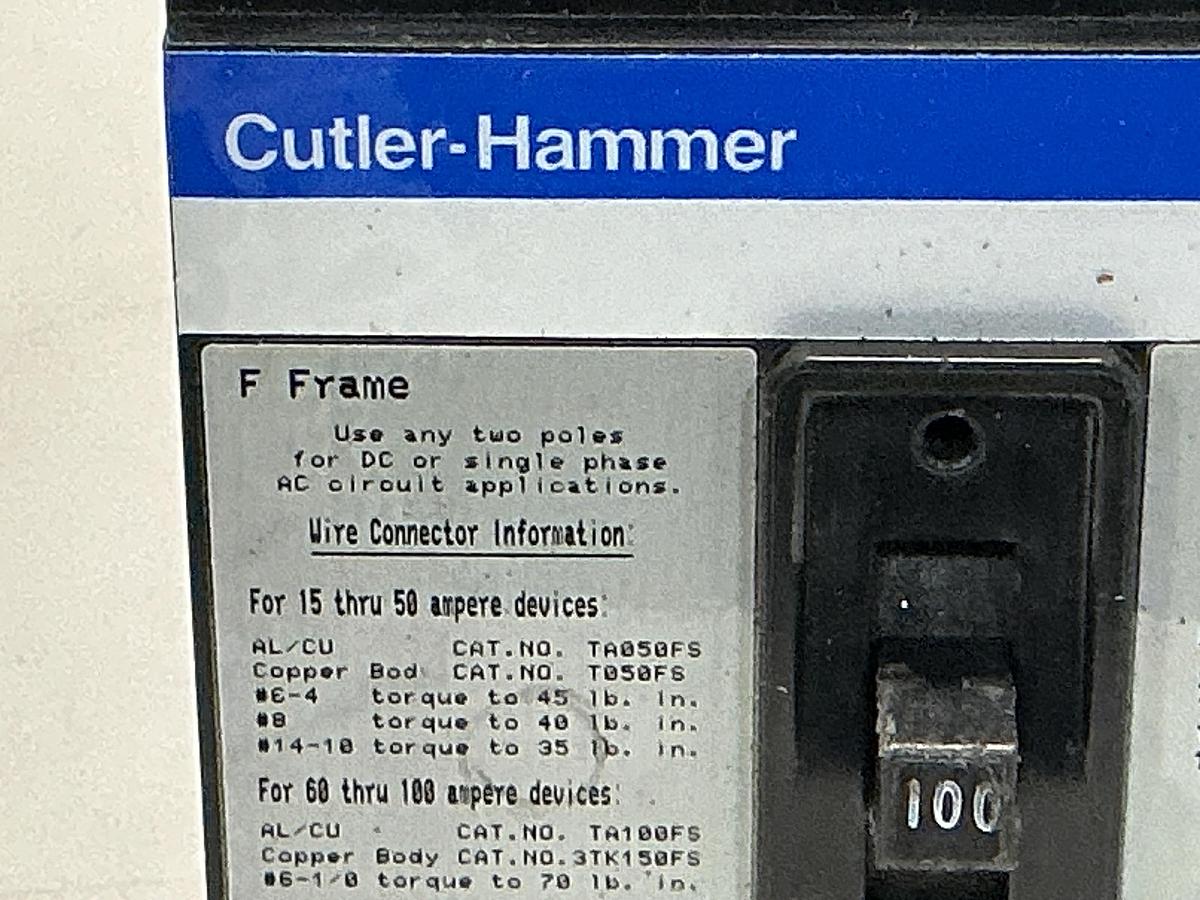 Cutler-Hammer
F Frame
Use any two poles
for DC or single phase
AC circuit applications.
Wire Connector Information:
For 15 thru 50 ampere devices:
AL/CU CAT.NO. TA050FS
Copper Bod CAT.NO. T050FS
#6-4 torque to 45 lb. in.
#8 torque to 40 lb. in.
#14-10 torque to 35 lb. in.
For 60 thru 100 ampere devices:
AL/CU CAT.NO. TA100FS
Copper Body CAT.NO.3TK150FS
#6-1/0 torque to 70 lb. in.
100